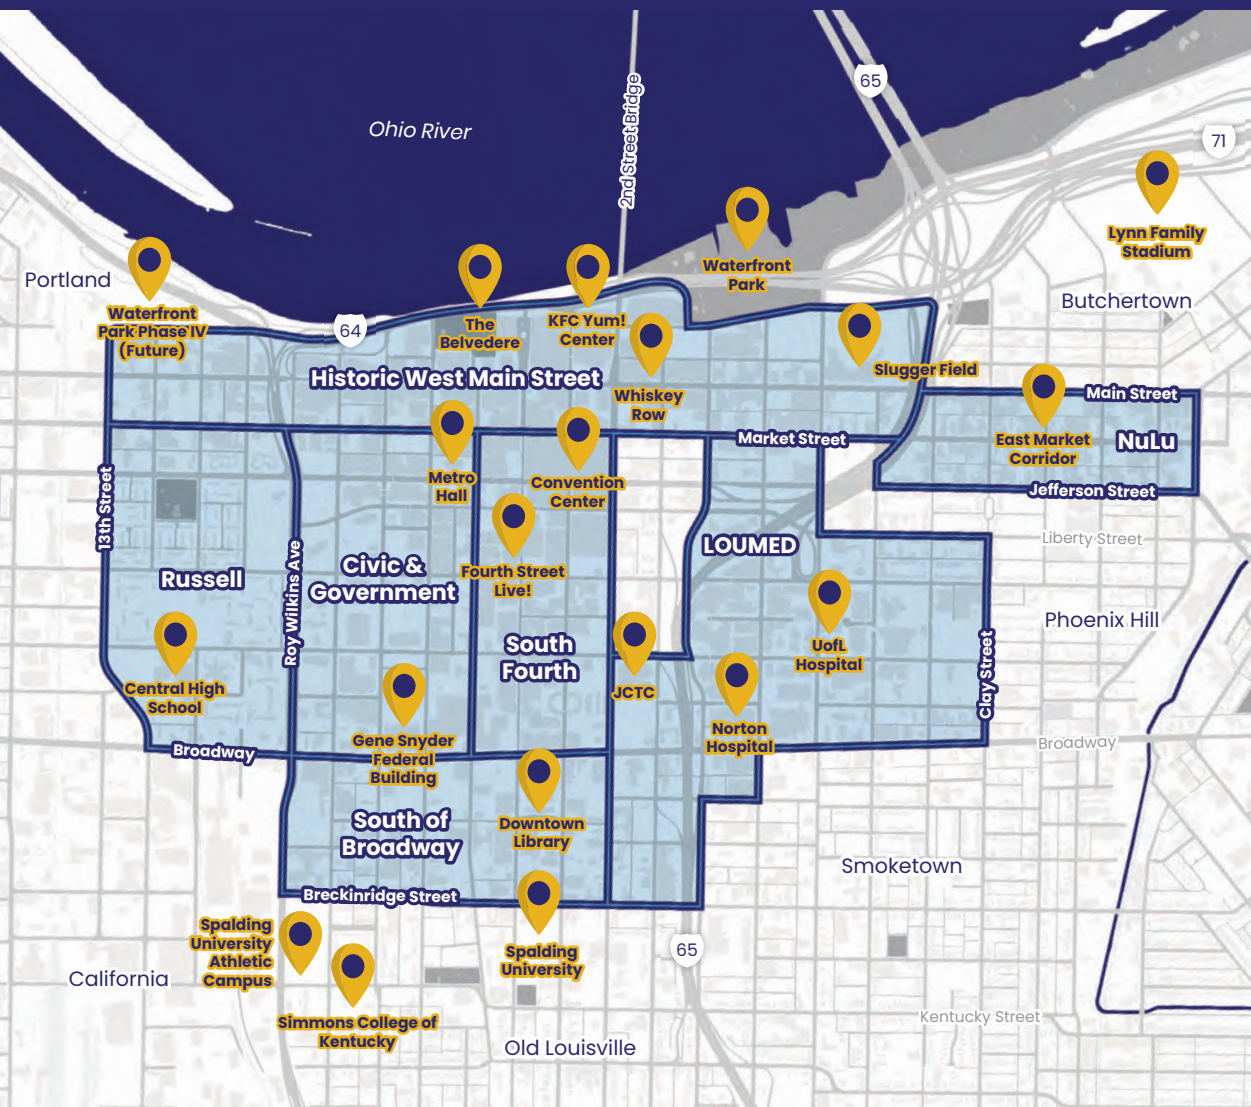 65
71
Ohio River
2nd Street Bridge
Lynn Family
Stadium
Portland
Waterfront
Park
Butchertown
Waterfront
Park Phase IV
(Future)
64
The
Belvedere
KFC Yum!
Center
Slugger Field
Historic West Main Street
Whiskey
Row
Main Street
Market Street
East Market
Corridor
NuLu
Metro
Hall
Convention
Center
Jefferson Street
13th Street
Liberty Street
LOUMED
Roy Wilkins Ave
Civic &
Government
Fourth Street
Live!
Russell
Phoenix Hill
South
Fourth
UofL
Hospital
Clay Street
Central High
School
JCTC
Norton
Hospital
Gene Snyder
Federal
Building
Broadway
Broadway
South of
Broadway
Downtown
Library
Smoketown
Breckinridge Street
Spalding
University
Athletic
Campus
Spalding
University
65
California
Simmons College of
Kentucky
Kentucky Street
Old Louisville